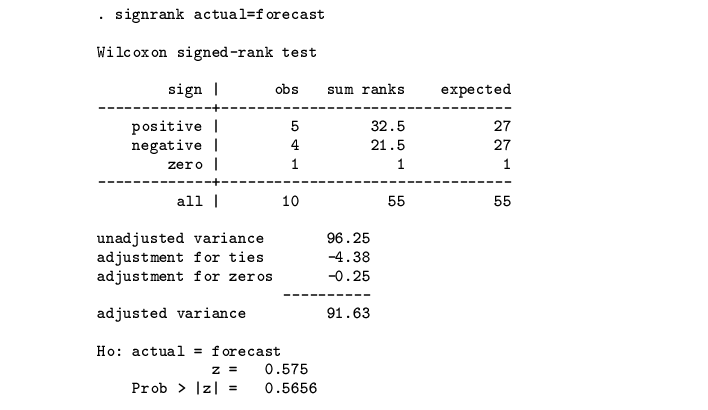 . signrank actual=forecast
Wilcoxon signed-rank test
sign | obs sum ranks expected
-------------+---------------------------------
positive | 5 32.5 27
negative | 4 21.5 27
zero | 1 1 1
-------------+---------------------------------
all | 10 55 55
unadjusted variance 96.25
adjustment for ties -4.38
adjustment for zeros -0.25
----------
adjusted variance 91.63
Ho: actual = forecast
z = 0.575
Prob > |z| = 0.5656